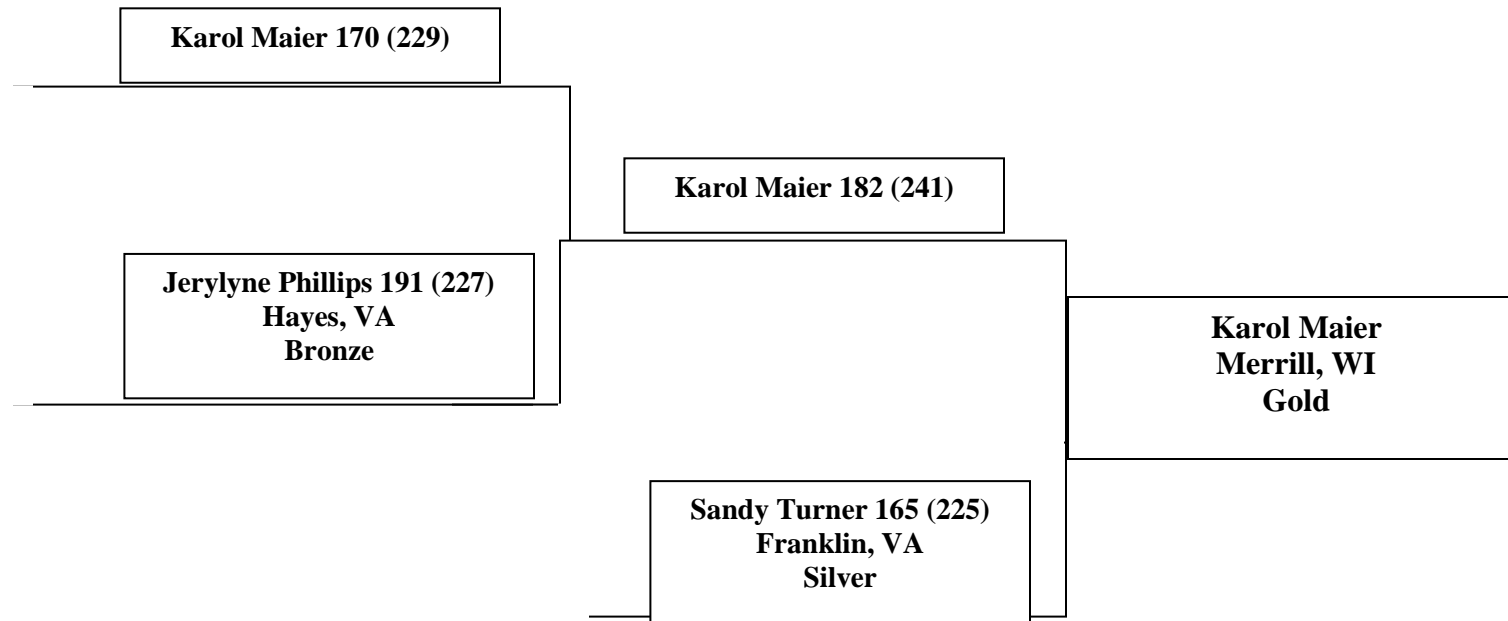 Karol Maier 170 (229)
Karol Maier 182 (241)
Jerylyne Phillips 191 (227)
Hayes, VA
Bronze
Karol Maier
Merrill, WI
Gold
Sandy Turner 165 (225)
Franklin, VA
Silver